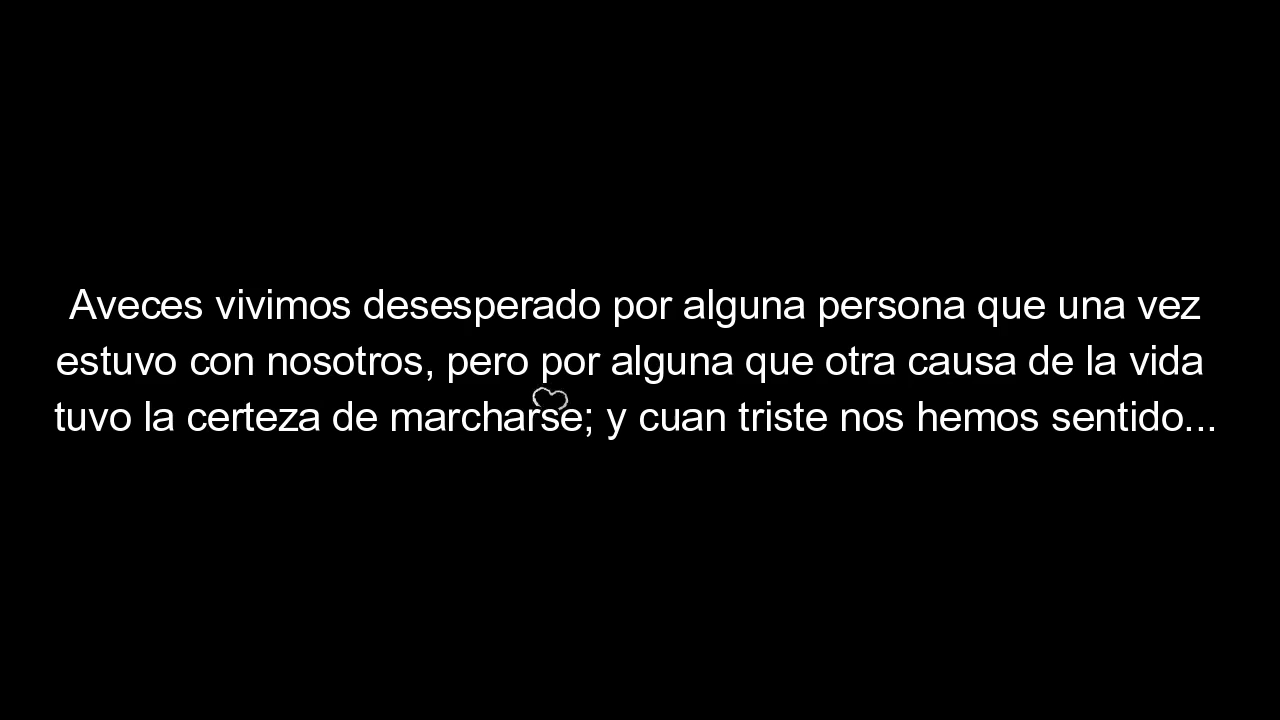 Aveces vivimos desesperado por alguna persona que una vez
estuvo con nosotros, pero por alguna que otra causa de la vida
tuvo la certeza de marcharse; y cuan triste nos hemos sentido...